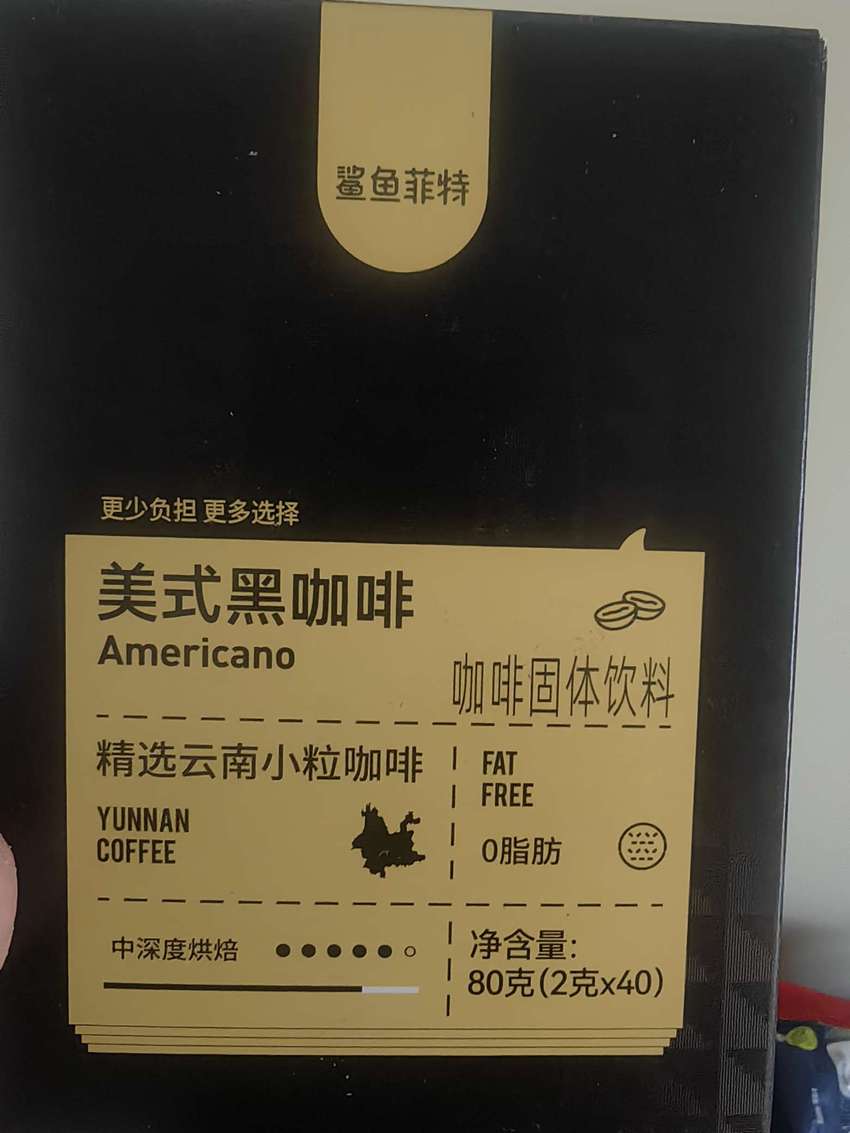 鲨鱼菲特
更少负担 更多选择
美式黑咖啡
Americano
咖啡固体饮料
精选云南小粒咖啡
YUNNAN
COFFEE
FAT
FREE
0脂肪
中深度烘焙
净含量:
80克(2克x40)